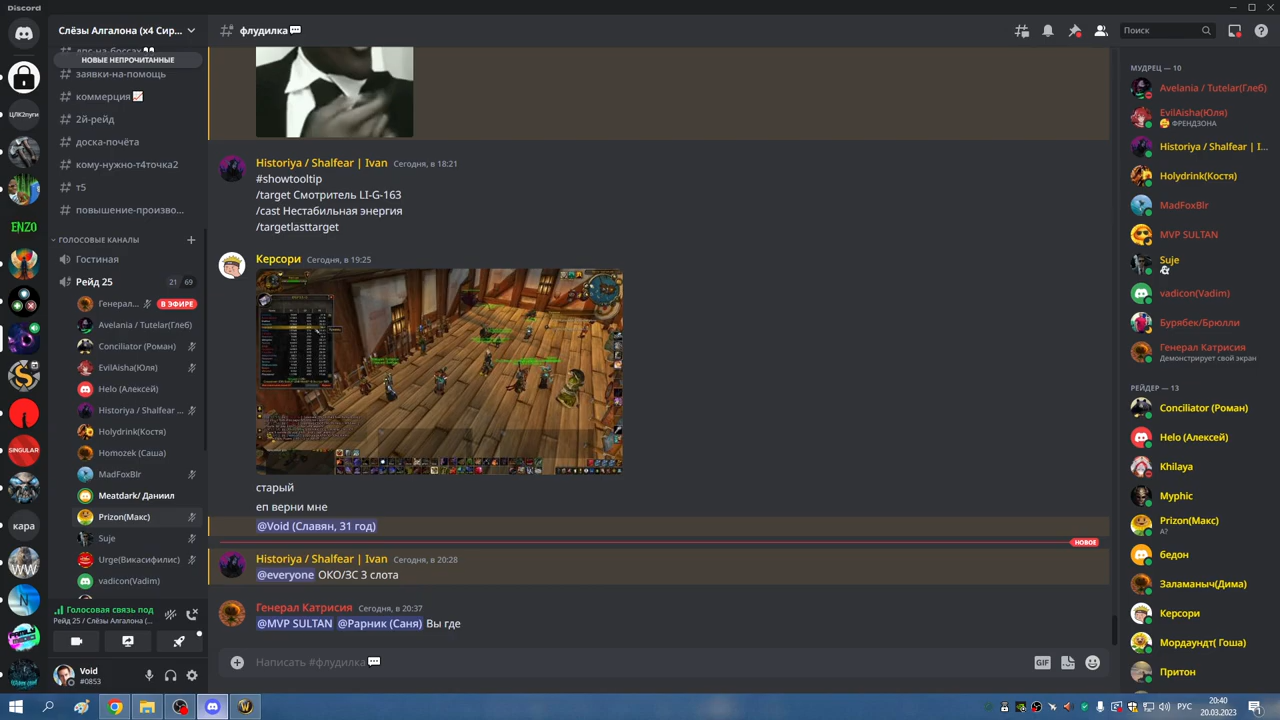 Discord
Слёзы Алгалона (x4 Сир...
флудилка
Поиск
НОВЫЕ НЕПРОЧИТАННЫЕ
заявки-на-помощь
коммерция
2й-рейд
доска-почёта
кому-нужно-т4точка2
т5
повышение-произво...
ГОЛОСОВЫЕ КАНАЛЫ
Гостиная
Рейд 25 21 69
Генерал... В ЭФИРЕ
Avelania / Tutelar(Глеб)
Conciliator (Роман)
EvilAisha(Юля)
Helo (Алексей)
Historiya / Shalfear ...
Holydrink(Костя)
Homozek (Саша)
MadFoxBlr
Meatdark/ Даниил
Prizon(Макс)
Suje
Urge(Викасифилис)
vadicon(Vadim)
Голосовая связь под
Рейд 25 / Слёзы Алгалона (...
Void
#0853
ЦЛК2пуги
ENZO
SINGULAR
кара
Historiya / Shalfear | Ivan Сегодня, в 18:21
#showtooltip
/target Смотритель LI-G-163
/cast Нестабильная энергия
/targetlasttarget
Керсори Сегодня, в 19:25
старый
еп верни мне
@Void (Славян, 31 год)
НОВОЕ
Historiya / Shalfear | Ivan Сегодня, в 20:28
@everyone ОКО/ЗС 3 слота
Генерал Катрисия Сегодня, в 20:37
@MVP SULTAN @Рарник (Саня) Вы где
Написать #флудилка
GIF
МУДРЕЦ — 10
Avelania / Tutelar(Глеб)
EvilAisha(Юля)
ФРЕНДЗОНА
Historiya / Shalfear | I...
Holydrink(Костя)
MadFoxBlr
MVP SULTAN
Suje
vadicon(Vadim)
Бурябек/Брюлли
Генерал Катрисия
Демонстрирует свой экран
РЕЙДЕР — 13
Conciliator (Роман)
Helo (Алексей)
Khilaya
Myphic
Prizon(Макс)
А?
бедон
Заламаныч(Дима)
Керсори
Мордаундт( Гоша)
Притон
РУС
20:40
20.03.2023